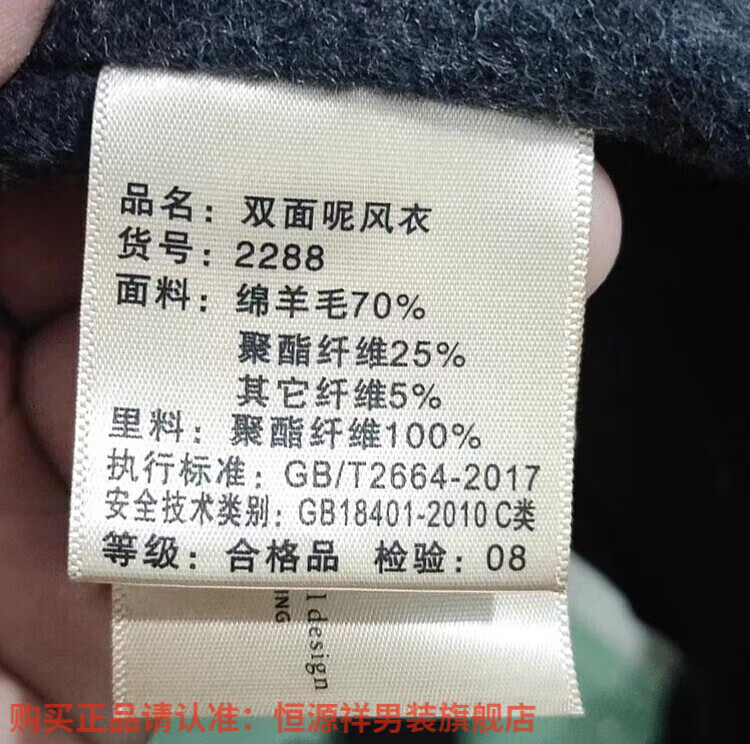 品名：双面呢风衣
货号：2288
面料：绵羊毛70%
聚酯纤维25%
其它纤维5%
里料：聚酯纤维100%
执行标准：GB/T2664-2017
安全技术类别：GB18401-2010 C类
等级：合格品 检验：08
l design
ING
购买正品请认准：恒源祥男装旗舰店